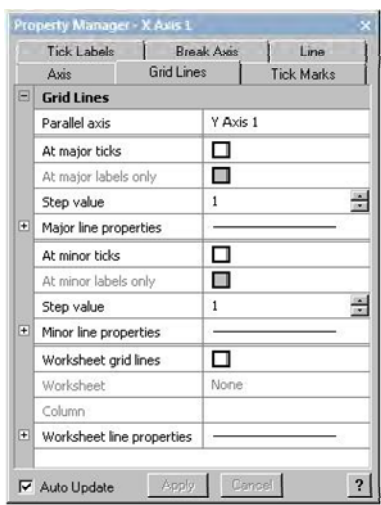 Property Manager - X Axis 1
Tick Labels Break Axis Line
Axis Grid Lines Tick Marks
Grid Lines
Parallel axis Y Axis 1
At major ticks
At major labels only
Step value 1
Major line properties
At minor ticks
At minor labels only
Step value 1
Minor line properties
Worksheet grid lines
Worksheet None
Column
Worksheet line properties
Auto Update Apply Cancel ?